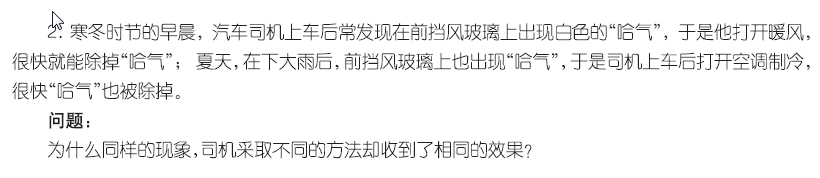 2. 寒冬时节的早晨，汽车司机上车后常发现在前挡风玻璃上出现白色的“哈气”，于是他打开暖风，
很快就能除掉“哈气”； 夏天，在下大雨后，前挡风玻璃上也出现“哈气”，于是司机上车后打开空调制冷，
很快“哈气”也被除掉。
问题：
为什么同样的现象，司机采取不同的方法却收到了相同的效果？